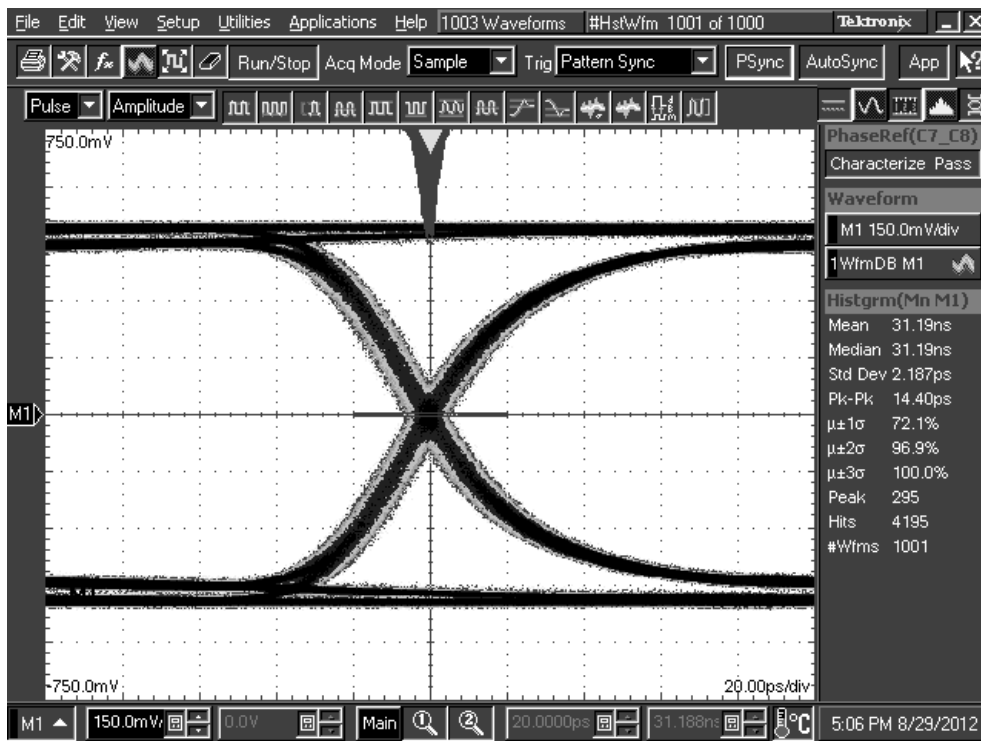 File Edit View Setup Utilities Applications Help 1003 Waveforms #HstWfm 1001 of 1000 Tektronix
Run/Stop Acq Mode Sample Trig Pattern Sync PSync AutoSync App
Pulse Amplitude
750.0mV
PhaseRef(C7_C8)
Characterize Pass
Waveform
M1 150.0mV/div
1 WfmDB M1
Histgrm(Mn M1)
Mean 31.19ns
Median 31.19ns
Std Dev 2.187ps
Pk-Pk 14.40ps
µ±1σ 72.1%
µ±2σ 96.9%
µ±3σ 100.0%
Peak 295
Hits 4195
#Wfms 1001
M1
-750.0mV
20.00ps/div
M1 150.0mV/ 0.0V Main 1 2 20.0000ps 31.188ns °C 5:06 PM 8/29/2012